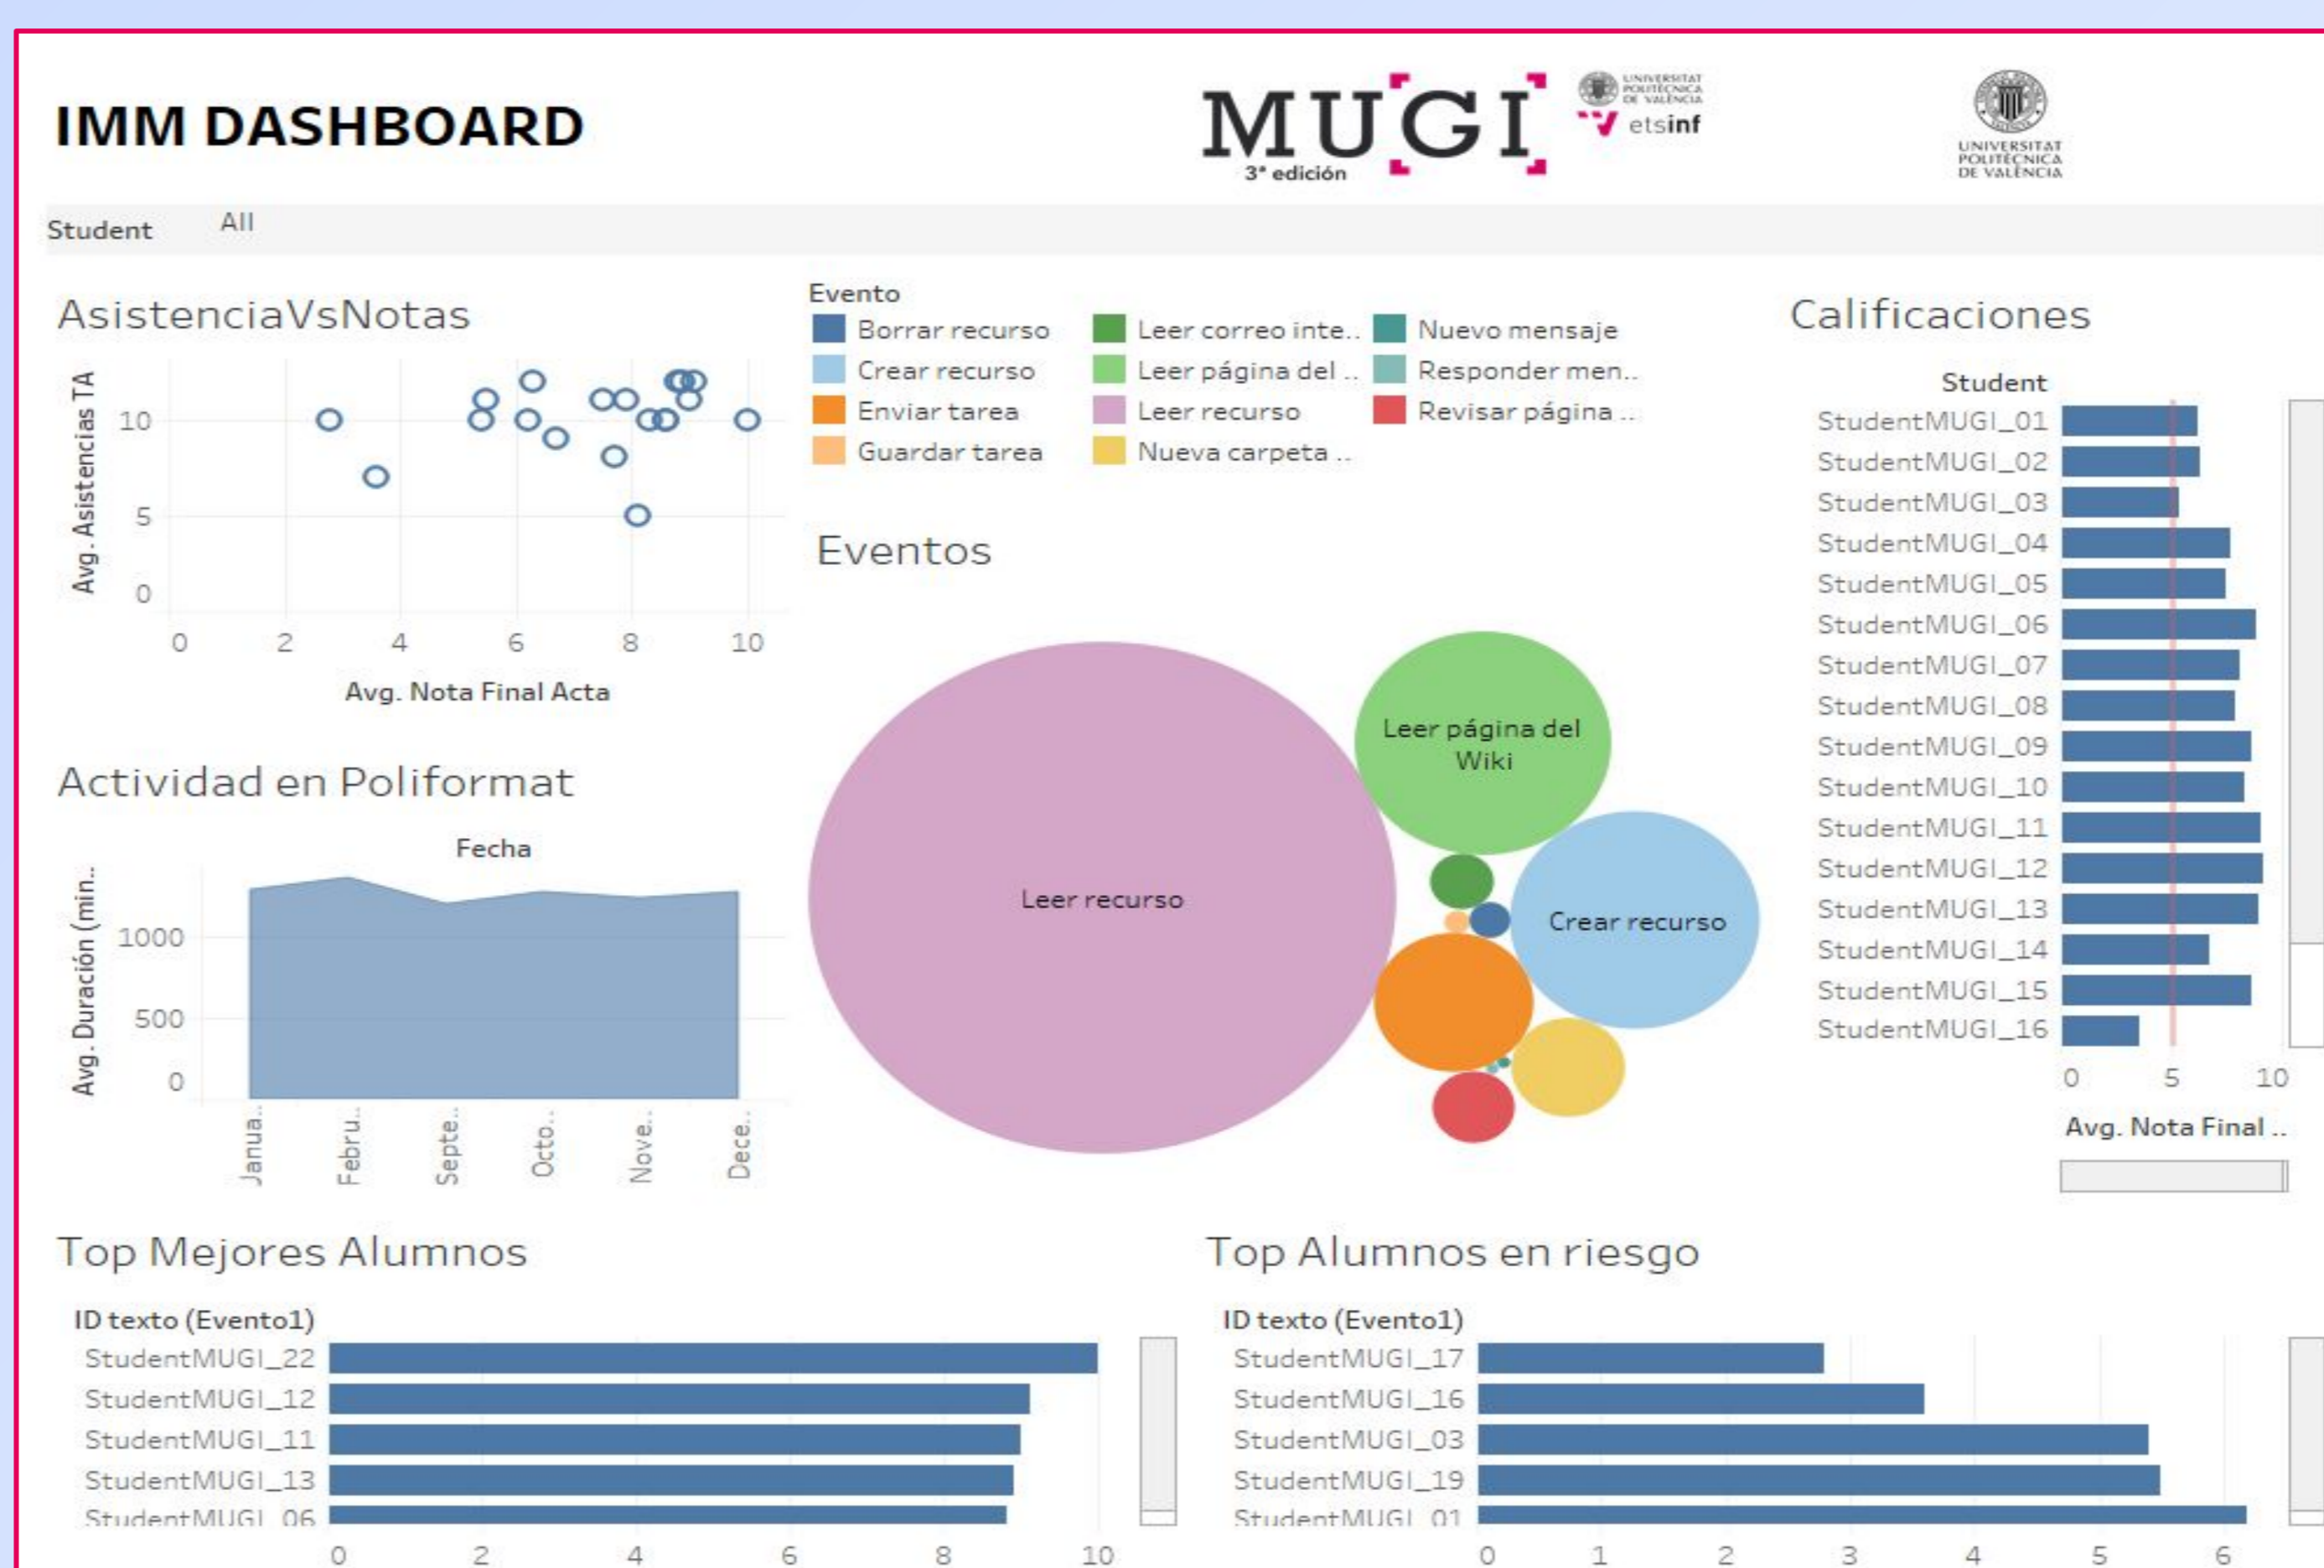 IMM DASHBOARD
MUGI
3ª edición
UNIVERSITAT
POLITÈCNICA
DE VALÈNCIA
etsinf
UNIVERSITAT
POLITÈCNICA
DE VALÈNCIA
Student All
AsistenciaVsNotas
Avg. Asistencias TA
10
5
0
0 2 4 6 8 10
Avg. Nota Final Acta
Evento
Borrar recurso
Crear recurso
Enviar tarea
Guardar tarea
Leer correo inte..
Leer página del ..
Leer recurso
Nueva carpeta ..
Nuevo mensaje
Responder men..
Revisar página ..
Eventos
Leer recurso
Leer página del
Wiki
Crear recurso
Calificaciones
Student
StudentMUGI_01
StudentMUGI_02
StudentMUGI_03
StudentMUGI_04
StudentMUGI_05
StudentMUGI_06
StudentMUGI_07
StudentMUGI_08
StudentMUGI_09
StudentMUGI_10
StudentMUGI_11
StudentMUGI_12
StudentMUGI_13
StudentMUGI_14
StudentMUGI_15
StudentMUGI_16
0 5 10
Avg. Nota Final ..
Actividad en Poliformat
Fecha
Avg. Duración (min..
1000
500
0
Janua..
Febru..
Septe..
Octo..
Nove..
Dece..
Top Mejores Alumnos
ID texto (Evento1)
StudentMUGI_22
StudentMUGI_12
StudentMUGI_11
StudentMUGI_13
StudentMUGI_06
0 2 4 6 8 10
Top Alumnos en riesgo
ID texto (Evento1)
StudentMUGI_17
StudentMUGI_16
StudentMUGI_03
StudentMUGI_19
StudentMUGI_01
0 1 2 3 4 5 6